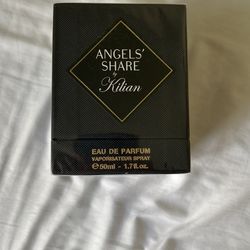 ANGELS'
SHARE
by
Kilian
EAU DE PARFUM
VAPORISATEUR SPRAY
℮50ml - 1.7fl.oz.